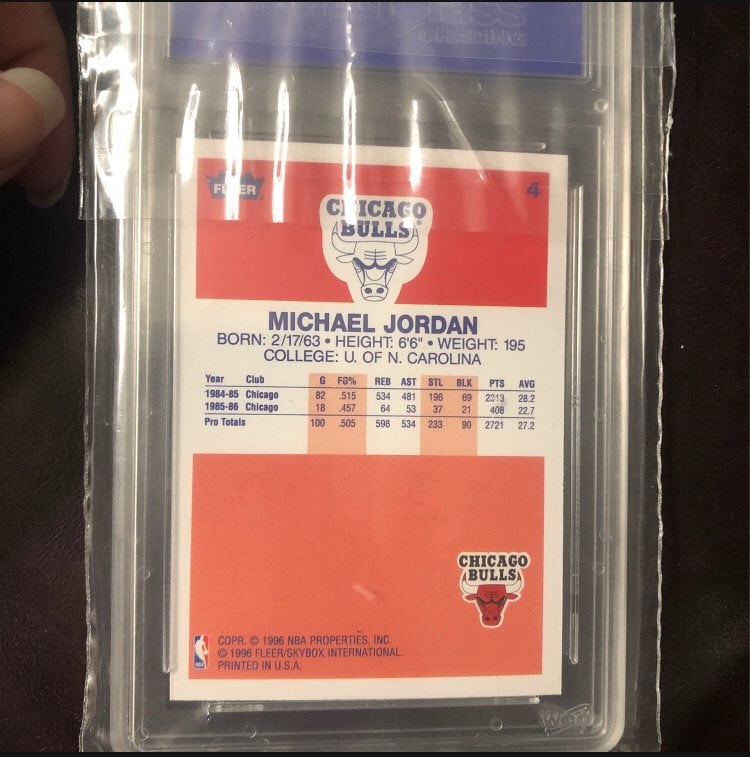 GRADING
FLEER
4
CHICAGO
BULLS
MICHAEL JORDAN
BORN: 2/17/63 • HEIGHT: 6'6" • WEIGHT: 195
COLLEGE: U. OF N. CAROLINA
Year Club G FG% REB AST STL BLK PTS AVG
1984-85 Chicago 82 .515 534 481 196 69 2313 28.2
1985-86 Chicago 18 .457 64 53 37 21 408 22.7
Pro Totals 100 .505 598 534 233 90 2721 27.2
CHICAGO
BULLS
COPR. © 1996 NBA PROPERTIES, INC.
© 1996 FLEER/SKYBOX INTERNATIONAL.
PRINTED IN U.S.A.